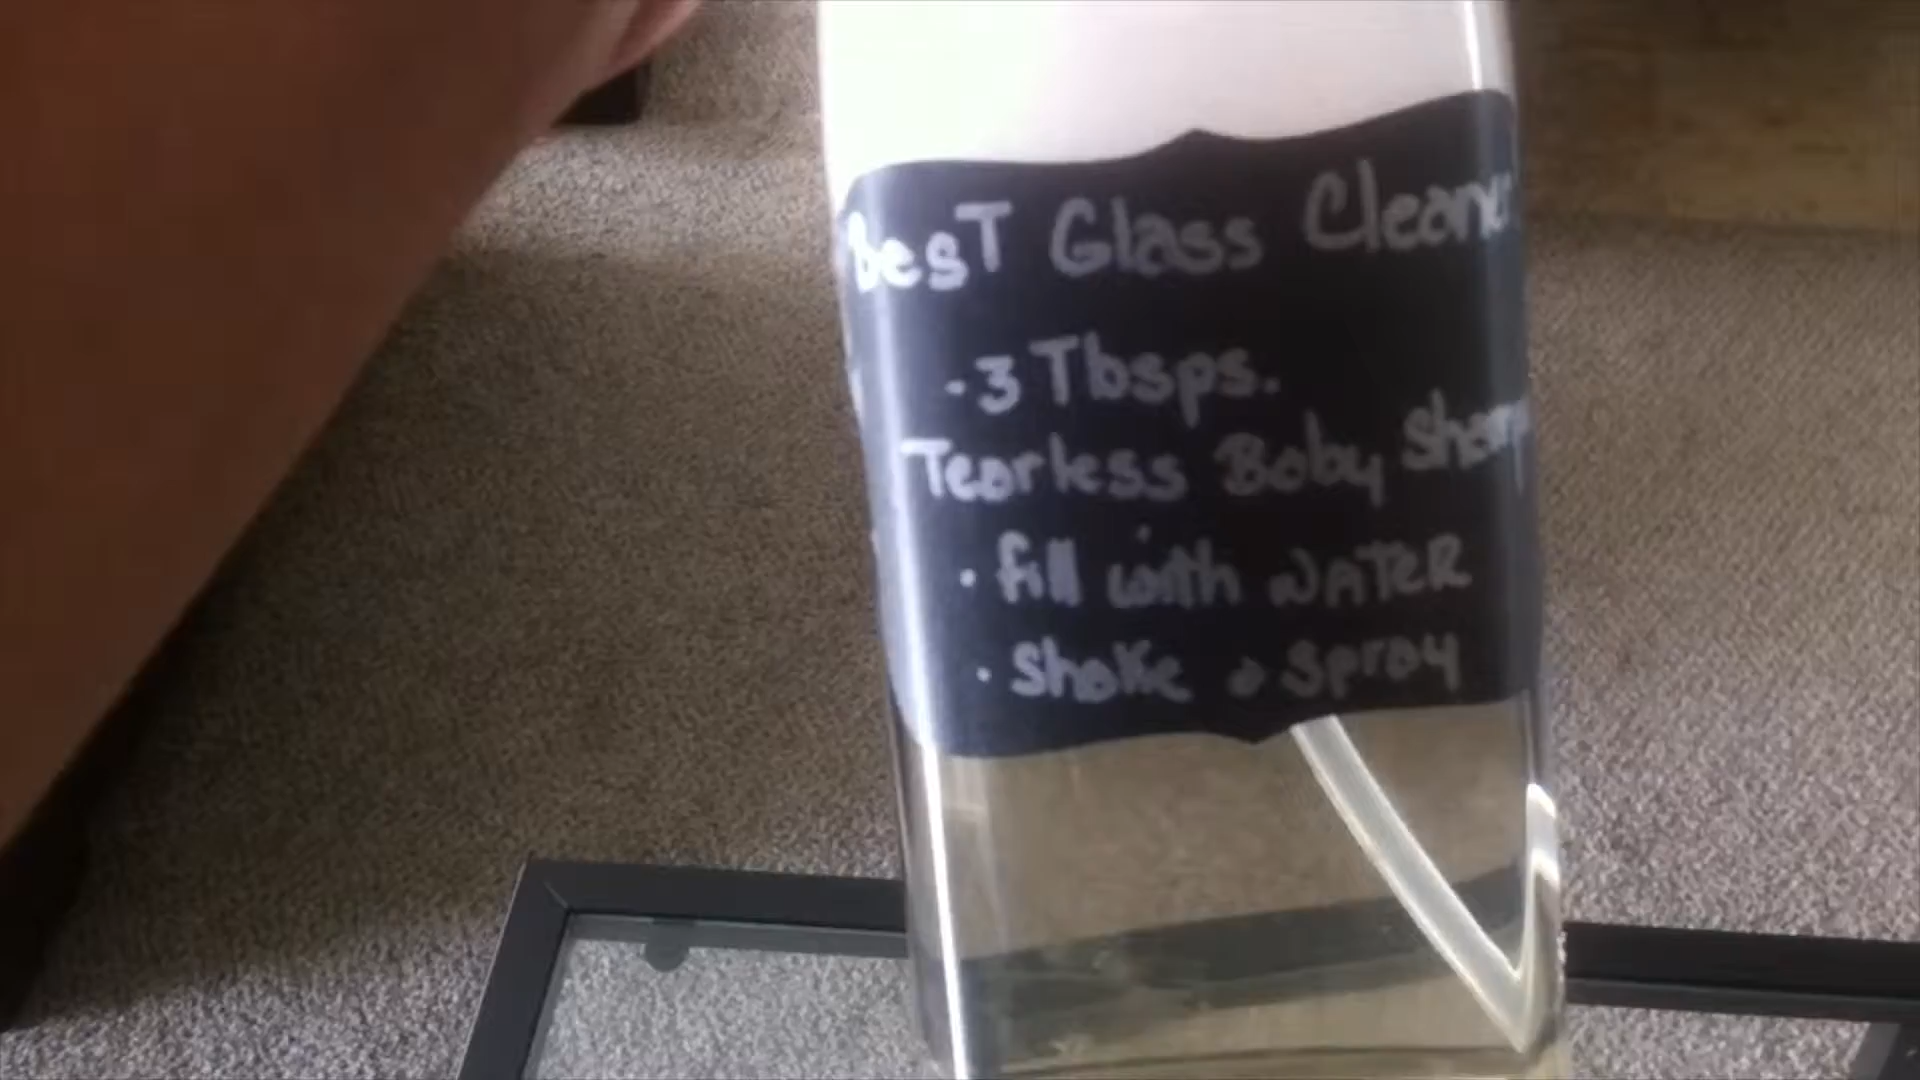 BesT Glass Cleaner
-3 Tbsps.
Tearless Baby
· fill with WATER
· Shake & Spray